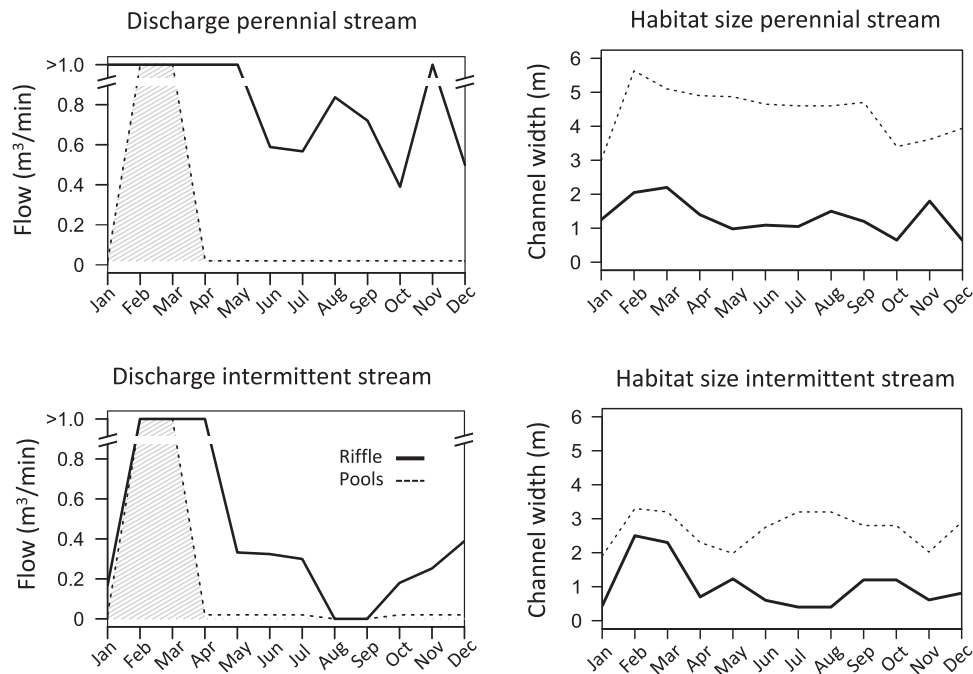 Discharge perennial stream
Flow (m³/min)
>1.0
0.8
0.6
0.4
0.2
0
Jan Feb Mar Apr May Jun Jul Aug Sep Oct Nov Dec
Habitat size perennial stream
Channel width (m)
6
5
4
3
2
1
0
Jan Feb Mar Apr May Jun Jul Aug Sep Oct Nov Dec
Discharge intermittent stream
Flow (m³/min)
>1.0
0.8
0.6
0.4
0.2
0
Riffle
Pools
Jan Feb Mar Apr May Jun Jul Aug Sep Oct Nov Dec
Habitat size intermittent stream
Channel width (m)
6
5
4
3
2
1
0
Jan Feb Mar Apr May Jun Jul Aug Sep Oct Nov Dec